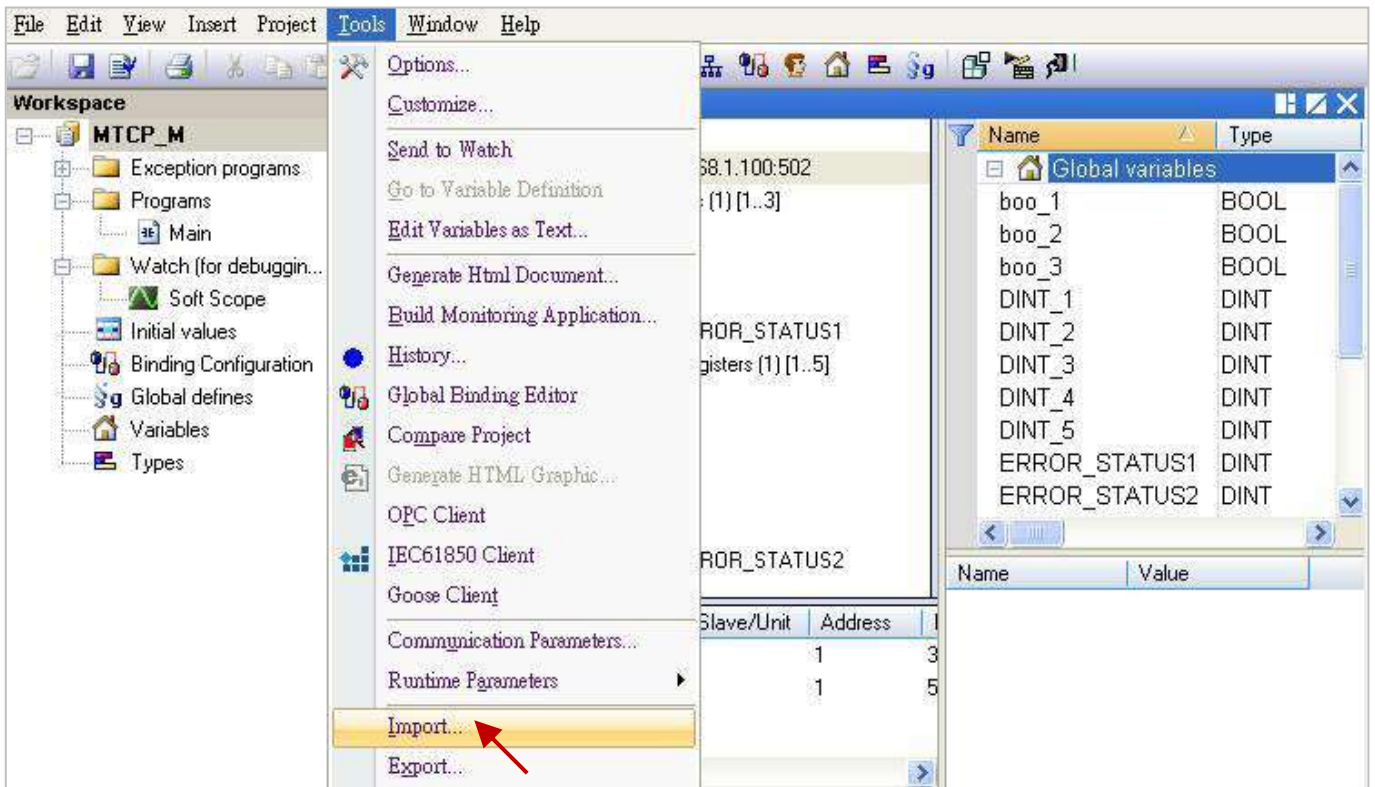 File Edit View Insert Project Tools Window Help
Workspace
MTCP_M
Exception programs
Programs
Main
Watch (for debuggin...
Soft Scope
Initial values
Binding Configuration
Global defines
Variables
Types
Options...
Customize...
Send to Watch
Go to Variable Definition
Edit Variables as Text...
Generate Html Document...
Build Monitoring Application...
History...
Global Binding Editor
Compare Project
Generate HTML Graphic...
OPC Client
IEC61850 Client
Goose Client
Communication Parameters...
Runtime Parameters
Import...
Export...
68.1.100:502
(1) [1..3]
ROR_STATUS1
gisters (1) [1..5]
ROR_STATUS2
Slave/Unit Address
1 3
1 5
Name Type
Global variables
boo_1 BOOL
boo_2 BOOL
boo_3 BOOL
DINT_1 DINT
DINT_2 DINT
DINT_3 DINT
DINT_4 DINT
DINT_5 DINT
ERROR_STATUS1 DINT
ERROR_STATUS2 DINT
Name Value